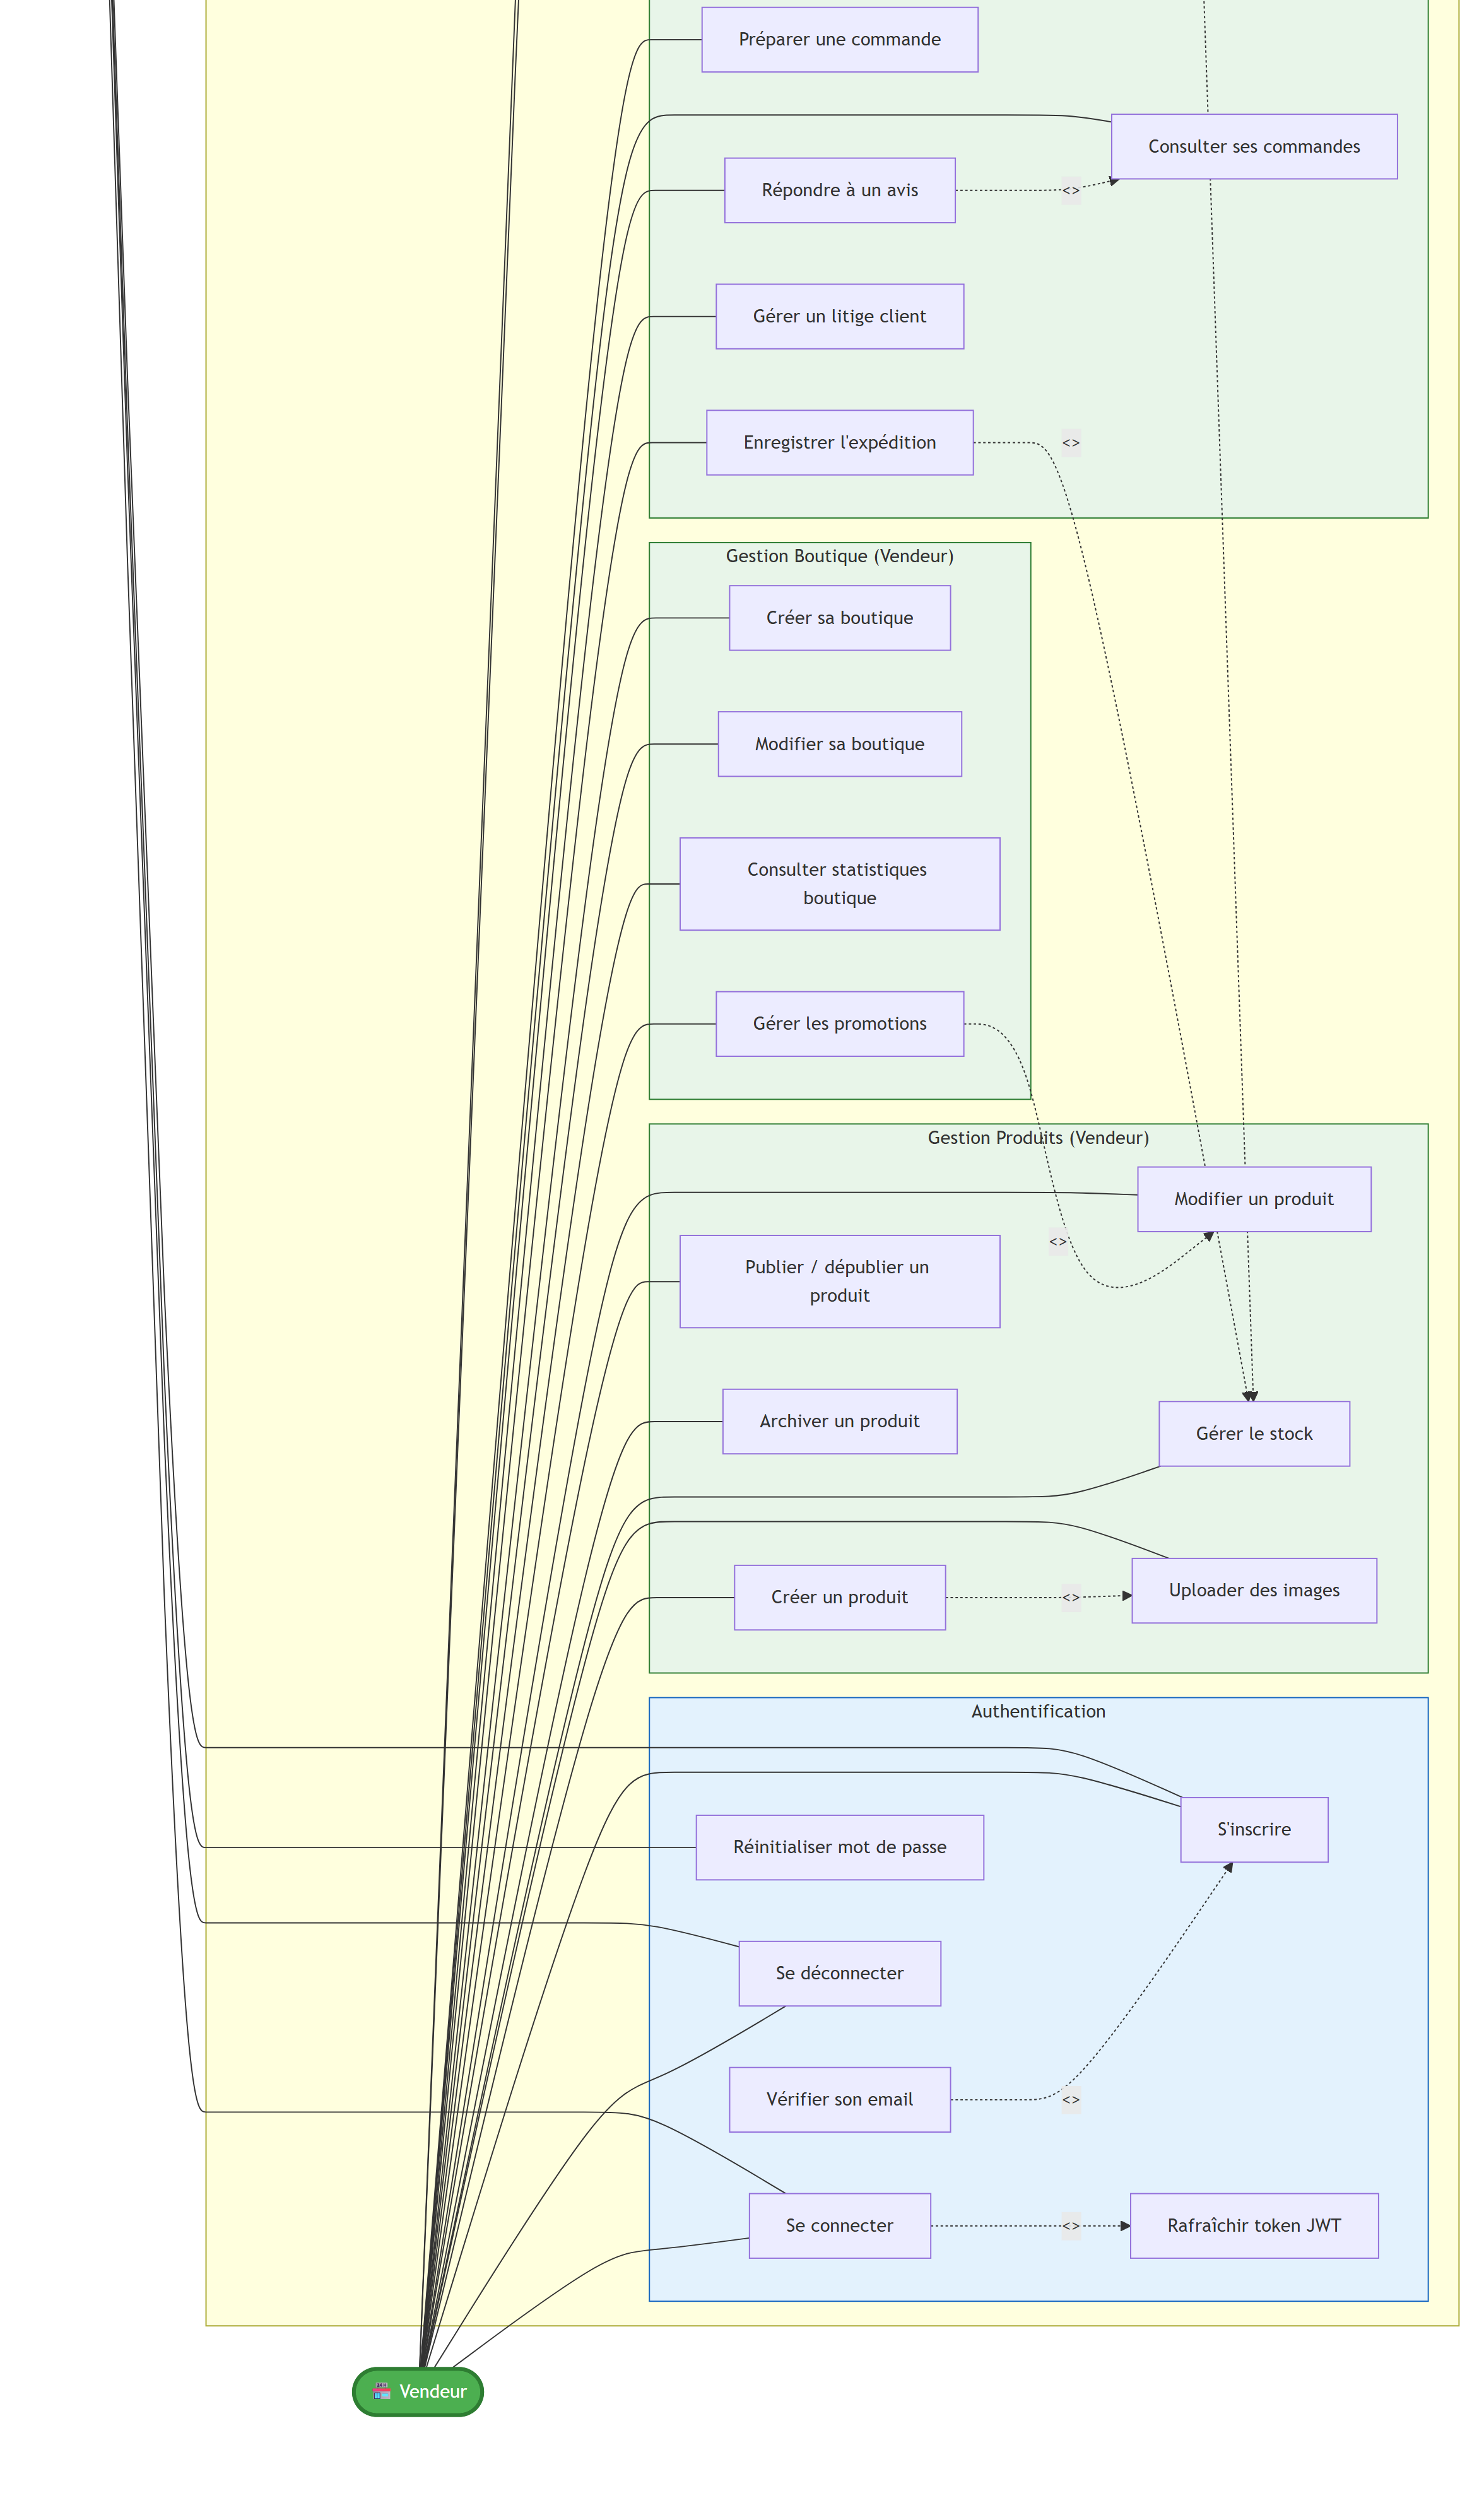 Préparer une commande
Consulter ses commandes
Répondre à un avis
<>
Gérer un litige client
Enregistrer l'expédition
<>
Gestion Boutique (Vendeur)
Créer sa boutique
Modifier sa boutique
Consulter statistiques
boutique
Gérer les promotions
Gestion Produits (Vendeur)
Modifier un produit
<>
Publier / dépublier un
produit
Archiver un produit
Gérer le stock
Créer un produit
<>
Uploader des images
Authentification
S'inscrire
Réinitialiser mot de passe
Se déconnecter
Vérifier son email
<>
Se connecter
<>
Rafraîchir token JWT
Vendeur